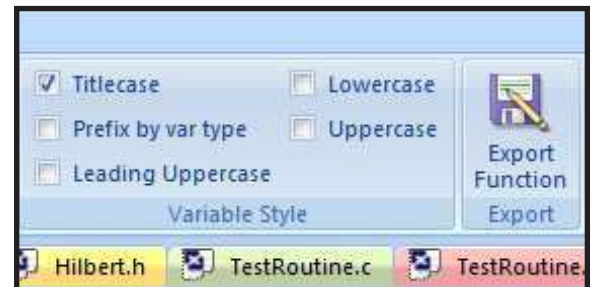 Titlecase Lowercase
Prefix by var type Uppercase
Leading Uppercase
Export
Function
Variable Style Export
Hilbert.h TestRoutine.c TestRoutine.